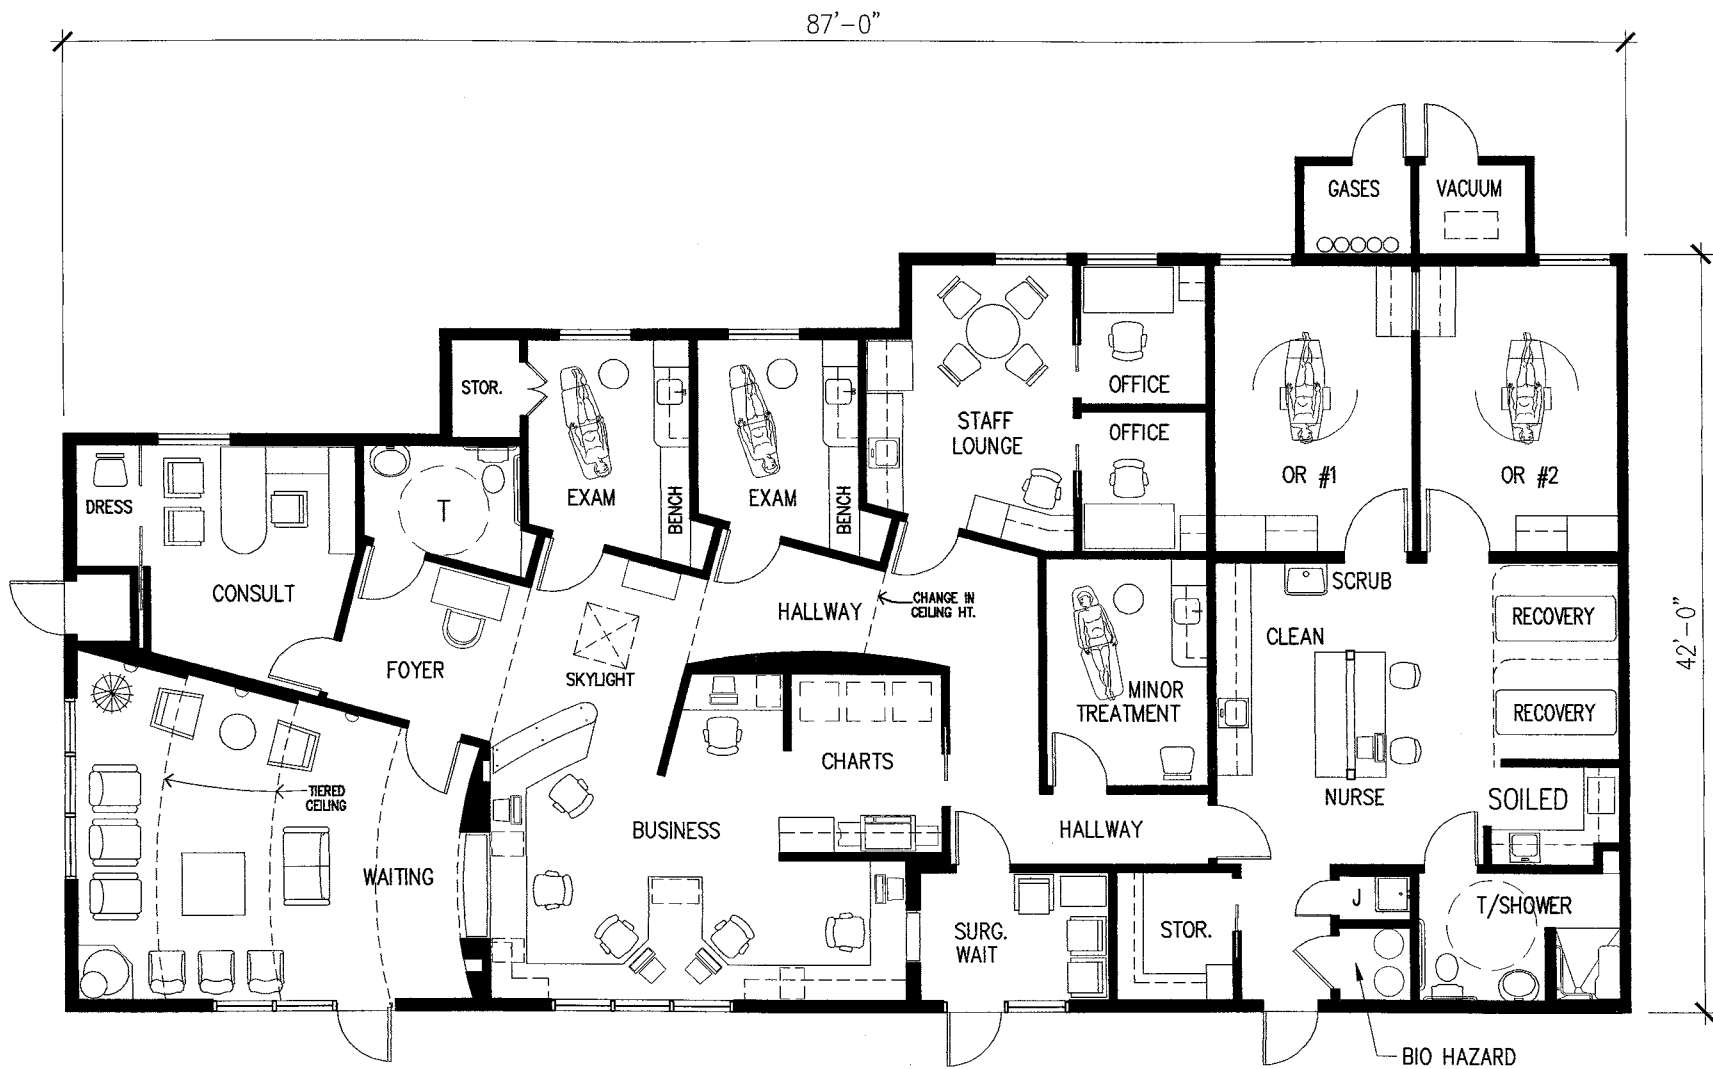 87'-0"
GASES
VACUUM
STOR.
OFFICE
STAFF
LOUNGE
OFFICE
OR #1
OR #2
DRESS
T
EXAM
BENCH
EXAM
BENCH
CONSULT
HALLWAY
CHANGE IN
CEILING HT.
SCRUB
CLEAN
RECOVERY
42'-0"
FOYER
SKYLIGHT
MINOR
TREATMENT
RECOVERY
TIERED
CEILING
CHARTS
NURSE
SOILED
BUSINESS
HALLWAY
WAITING
SURG.
WAIT
STOR.
J
T/SHOWER
BIO HAZARD